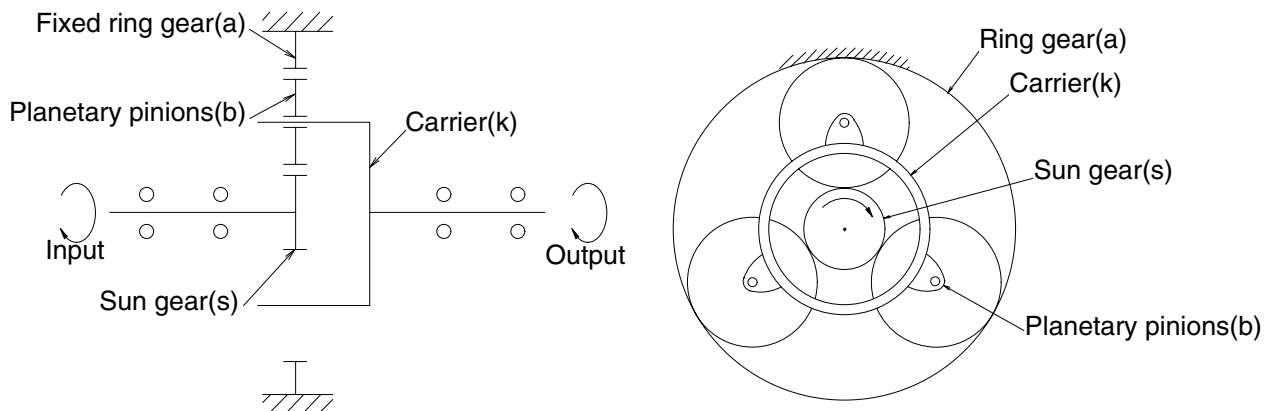 Fixed ring gear(a)
Planetary pinions(b)
Carrier(k)
Input
Output
Sun gear(s)
Ring gear(a)
Carrier(k)
Sun gear(s)
Planetary pinions(b)